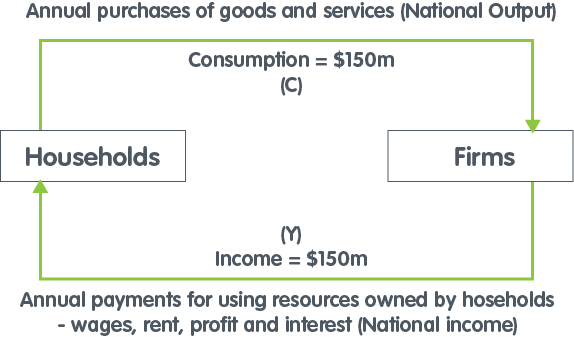 Annual purchases of goods and services (National Output)
Consumption = $150m
(C)
Households
Firms
(Y)
Income = $150m
Annual payments for using resources owned by hoseholds
- wages, rent, profit and interest (National income)